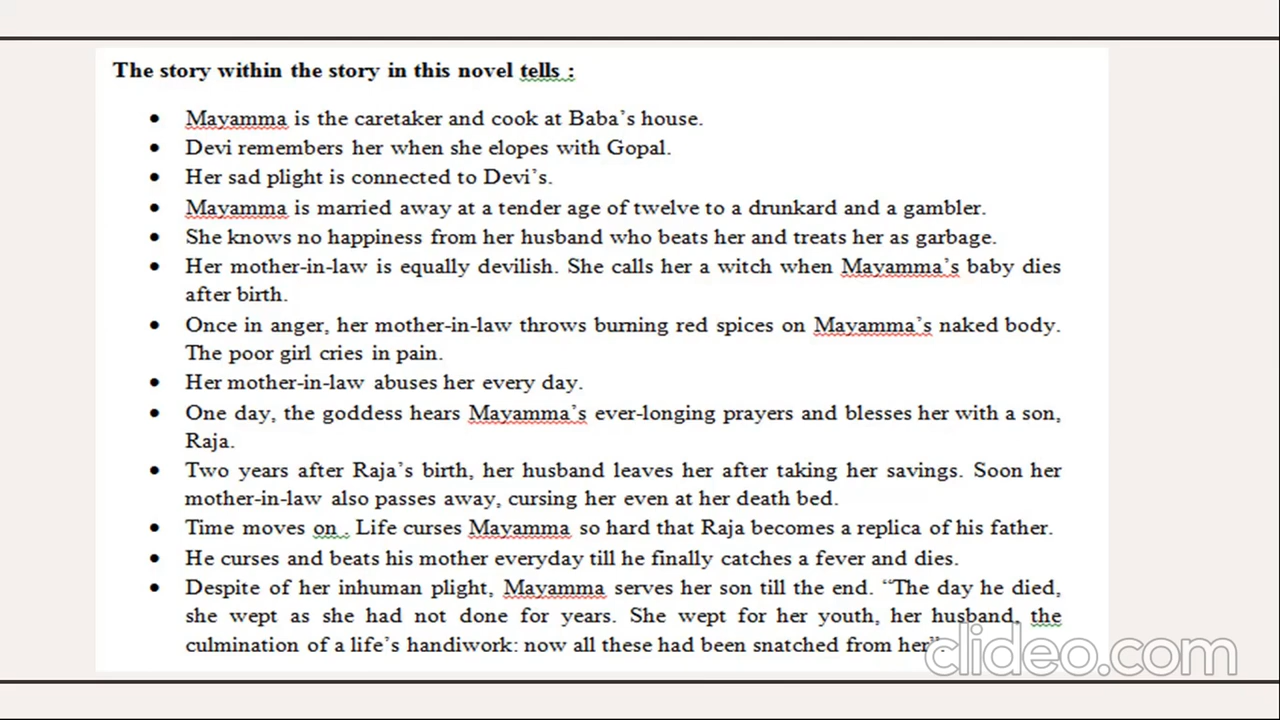 The story within the story in this novel tells :
• Mayamma is the caretaker and cook at Baba's house.
• Devi remembers her when she elopes with Gopal.
• Her sad plight is connected to Devi's.
• Mayamma is married away at a tender age of twelve to a drunkard and a gambler.
• She knows no happiness from her husband who beats her and treats her as garbage.
• Her mother-in-law is equally devilish. She calls her a witch when Mayamma's baby dies
after birth.
• Once in anger, her mother-in-law throws burning red spices on Mayamma's naked body.
The poor girl cries in pain.
• Her mother-in-law abuses her every day.
• One day, the goddess hears Mayamma's ever-longing prayers and blesses her with a son,
Raja.
• Two years after Raja's birth, her husband leaves her after taking her savings. Soon her
mother-in-law also passes away, cursing her even at her death bed.
• Time moves on . Life curses Mayamma so hard that Raja becomes a replica of his father.
• He curses and beats his mother everyday till he finally catches a fever and dies.
• Despite of her inhuman plight, Mayamma serves her son till the end. “The day he died,
she wept as she had not done for years. She wept for her youth, her husband, the
culmination of a life's handiwork: now all these had been snatched from her”.
clideo.com